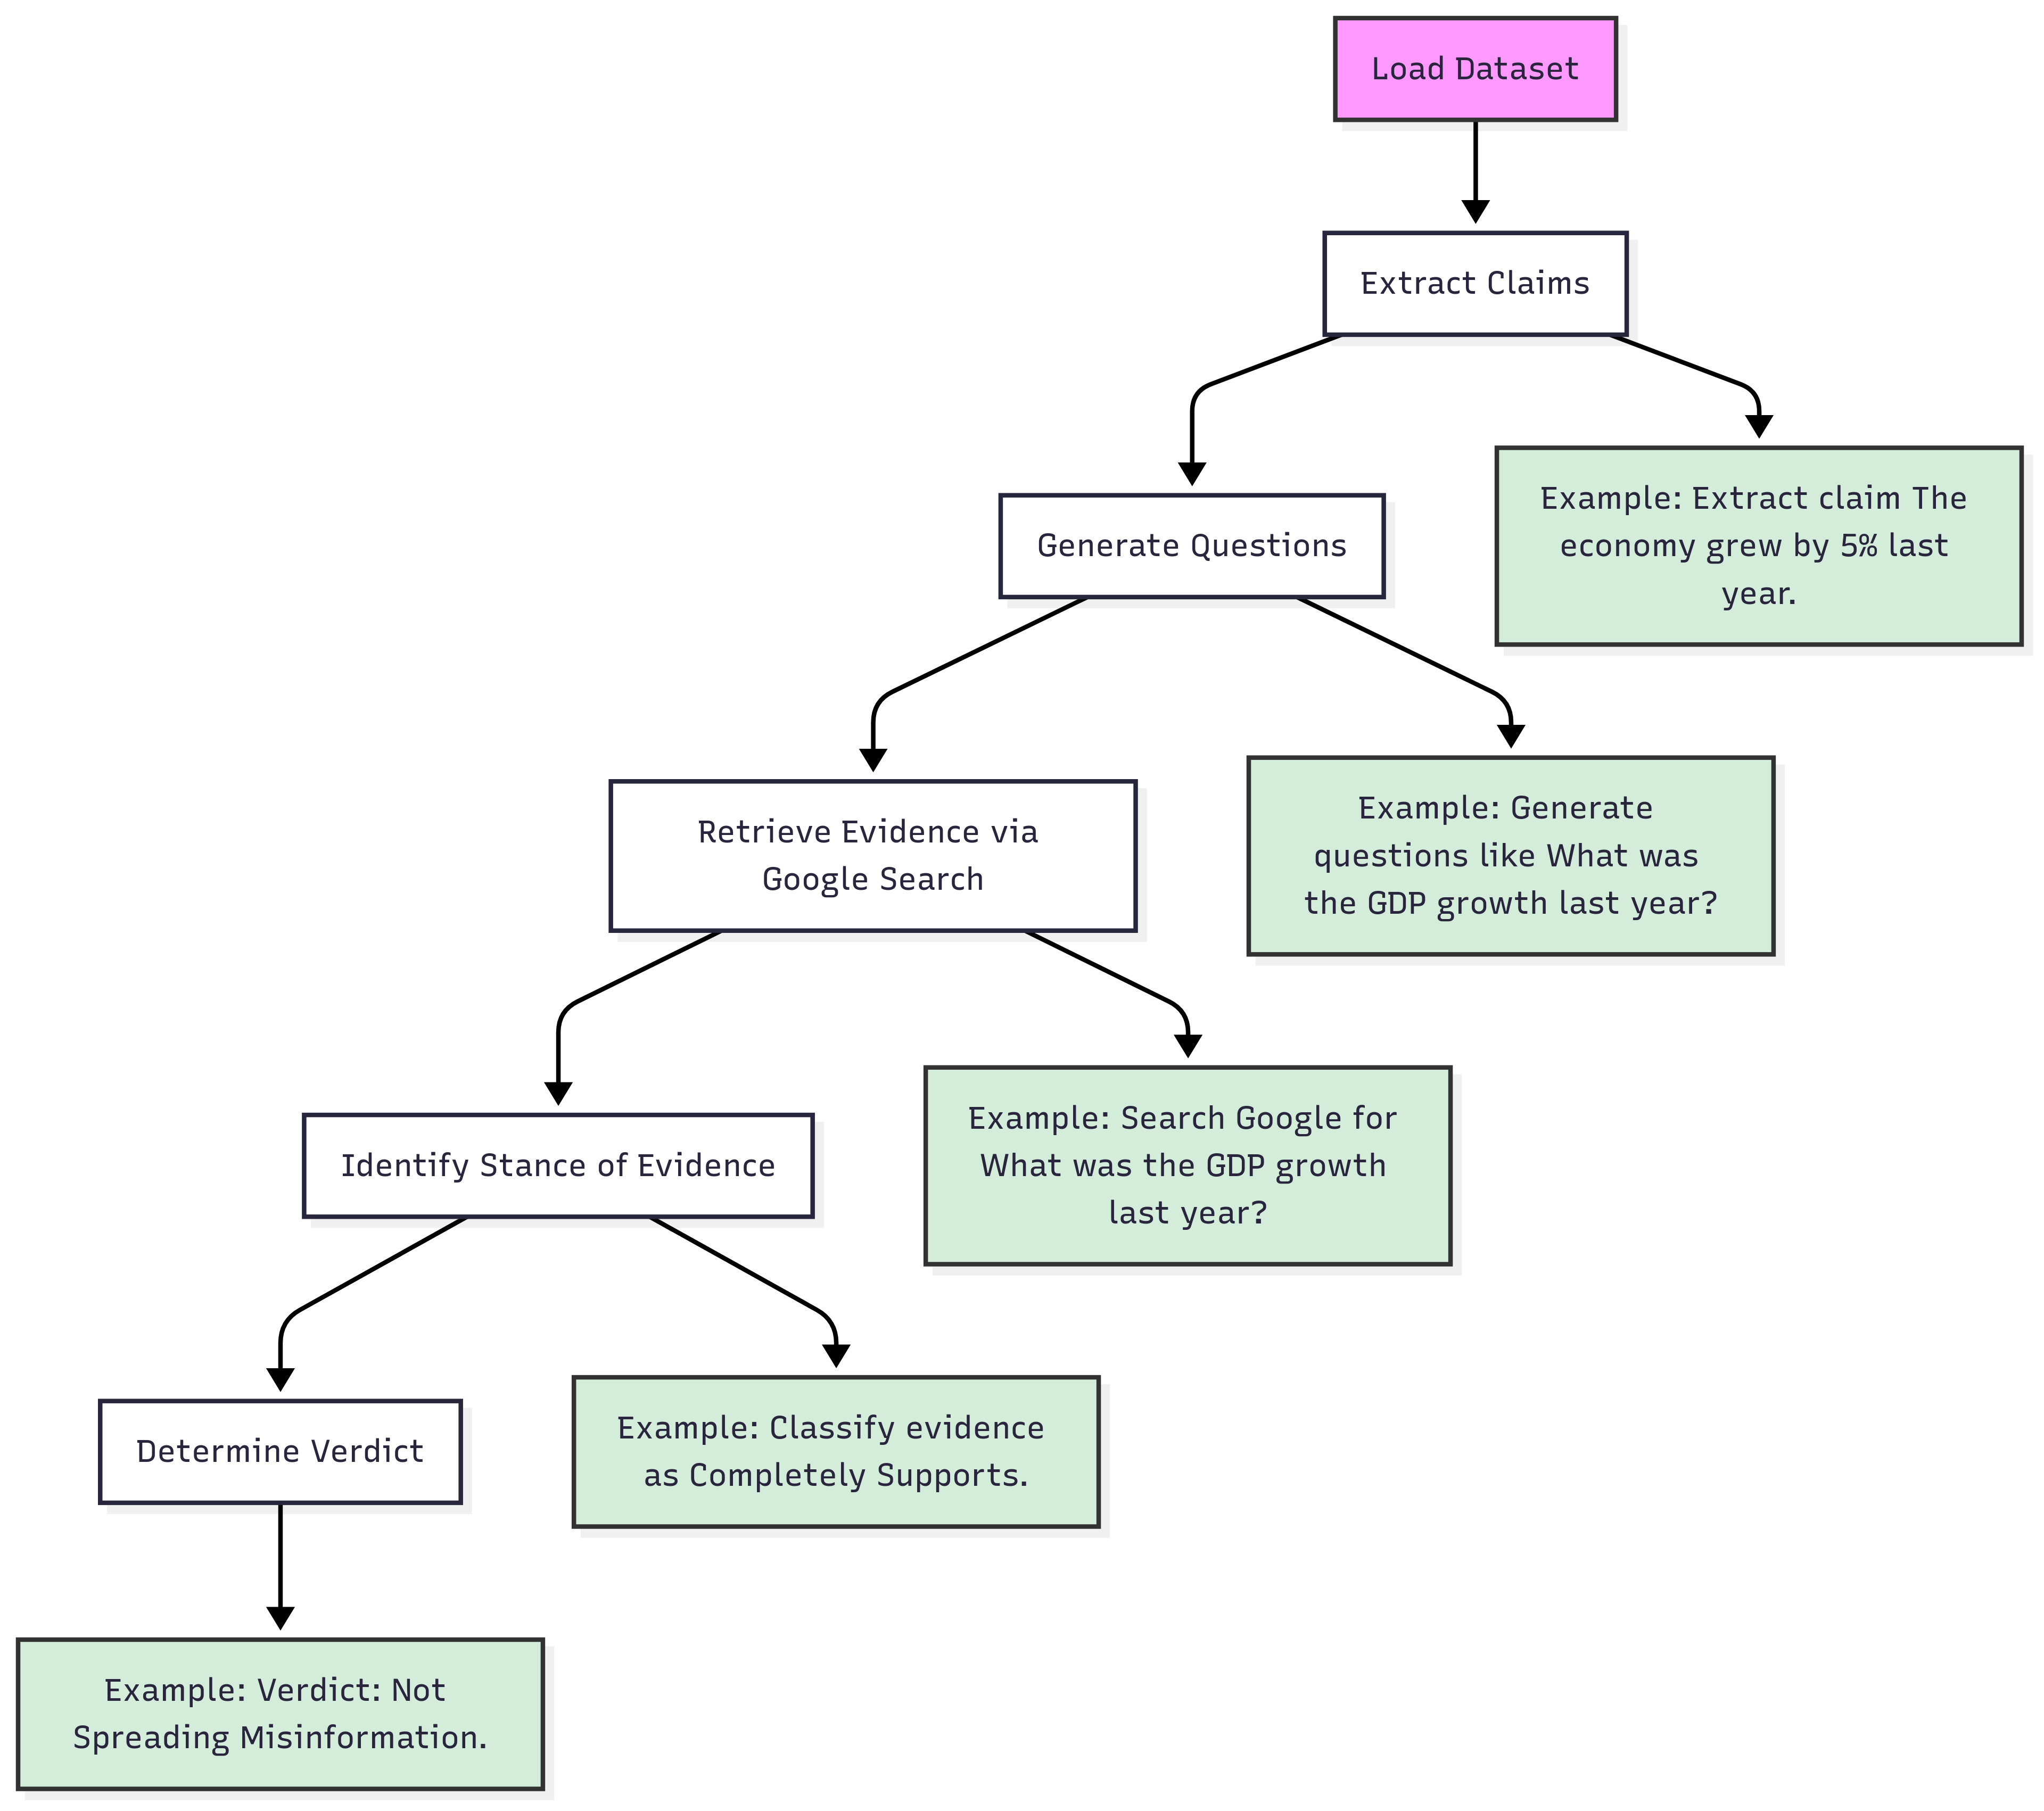 Load Dataset
Extract Claims
Example: Extract claim The
economy grew by 5% last
year.
Generate Questions
Example: Generate
questions like What was
the GDP growth last year?
Retrieve Evidence via
Google Search
Example: Search Google for
What was the GDP growth
last year?
Identify Stance of Evidence
Example: Classify evidence
as Completely Supports.
Determine Verdict
Example: Verdict: Not
Spreading Misinformation.